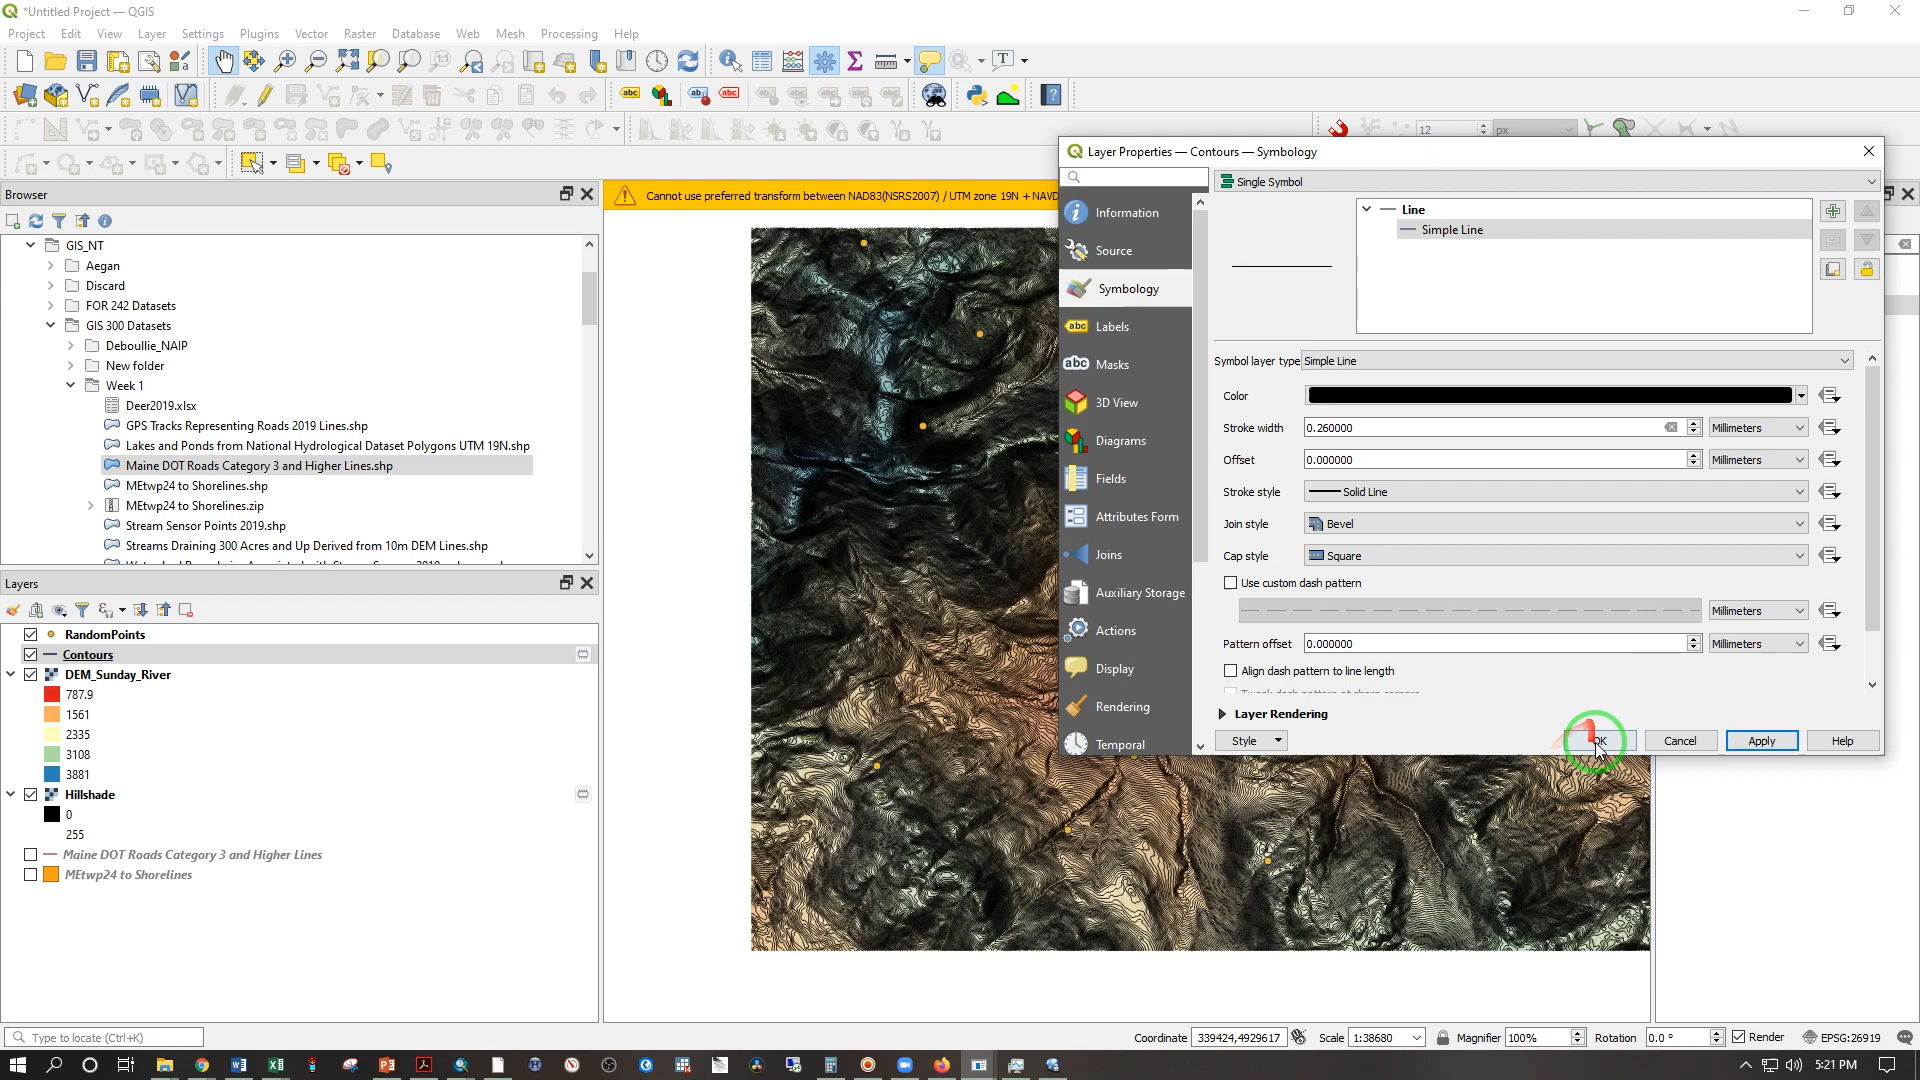 *Untitled Project — QGIS
Project Edit View Layer Settings Plugins Vector Raster Database Web Mesh Processing Help
12 px
Browser
GIS_NT
Aegan
Discard
FOR 242 Datasets
GIS 300 Datasets
Deboullie_NAIP
New folder
Week 1
Deer2019.xlsx
GPS Tracks Representing Roads 2019 Lines.shp
Lakes and Ponds from National Hydrological Dataset Polygons UTM 19N.shp
Maine DOT Roads Category 3 and Higher Lines.shp
MEtwp24 to Shorelines.shp
MEtwp24 to Shorelines.zip
Stream Sensor Points 2019.shp
Streams Draining 300 Acres and Up Derived from 10m DEM Lines.shp
Layers
RandomPoints
Contours
DEM_Sunday_River
787.9
1561
2335
3108
3881
Hillshade
0
255
Maine DOT Roads Category 3 and Higher Lines
MEtwp24 to Shorelines
Cannot use preferred transform between NAD83(NSRS2007) / UTM zone 19N + NAVD
Layer Properties — Contours — Symbology
Information
Source
Symbology
Labels
Masks
3D View
Diagrams
Fields
Attributes Form
Joins
Auxiliary Storage
Actions
Display
Rendering
Temporal
Single Symbol
Line
Simple Line
Symbol layer type Simple Line
Color
Stroke width 0.260000 Millimeters
Offset 0.000000 Millimeters
Stroke style Solid Line
Join style Bevel
Cap style Square
Use custom dash pattern
Millimeters
Pattern offset 0.000000 Millimeters
Align dash pattern to line length
Layer Rendering
Style OK Cancel Apply Help
Type to locate (Ctrl+K)
Coordinate 339424,4929617 Scale 1:38680 Magnifier 100% Rotation 0.0 ° Render EPSG:26919
5:21 PM